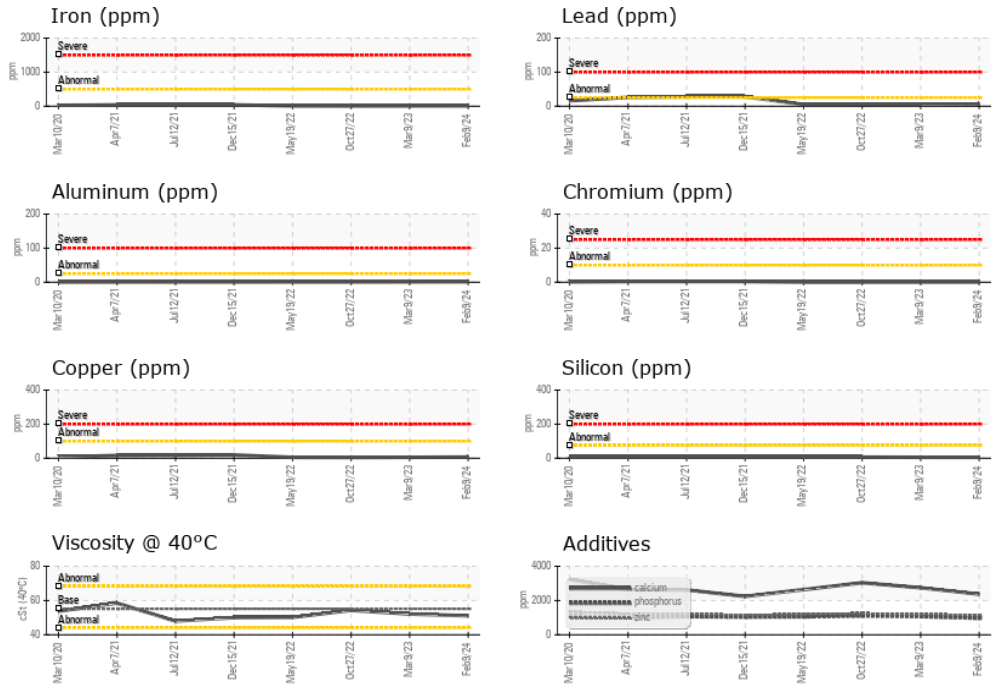 Iron (ppm)
2000
1000
0
ppm
Severe
Abnormal
Mar10/20
Apr7/21
Jul12/21
Dec15/21
May19/22
Oct27/22
Mar9/23
Feb9/24
Lead (ppm)
200
100
0
ppm
Severe
Abnormal
Mar10/20
Apr7/21
Jul12/21
Dec15/21
May19/22
Oct27/22
Mar9/23
Feb9/24
Aluminum (ppm)
200
100
0
ppm
Severe
Abnormal
Mar10/20
Apr7/21
Jul12/21
Dec15/21
May19/22
Oct27/22
Mar9/23
Feb9/24
Chromium (ppm)
40
20
0
ppm
Severe
Abnormal
Mar10/20
Apr7/21
Jul12/21
Dec15/21
May19/22
Oct27/22
Mar9/23
Feb9/24
Copper (ppm)
400
200
0
ppm
Severe
Abnormal
Mar10/20
Apr7/21
Jul12/21
Dec15/21
May19/22
Oct27/22
Mar9/23
Feb9/24
Silicon (ppm)
400
200
0
ppm
Severe
Abnormal
Mar10/20
Apr7/21
Jul12/21
Dec15/21
May19/22
Oct27/22
Mar9/23
Feb9/24
Viscosity @ 40°C
80
60
40
cSt (40°C)
Abnormal
Base
Abnormal
Mar10/20
Apr7/21
Jul12/21
Dec15/21
May19/22
Oct27/22
Mar9/23
Feb9/24
Additives
4000
2000
0
ppm
calcium
phosphorus
zinc
Mar10/20
Apr7/21
Jul12/21
Dec15/21
May19/22
Oct27/22
Mar9/23
Feb9/24